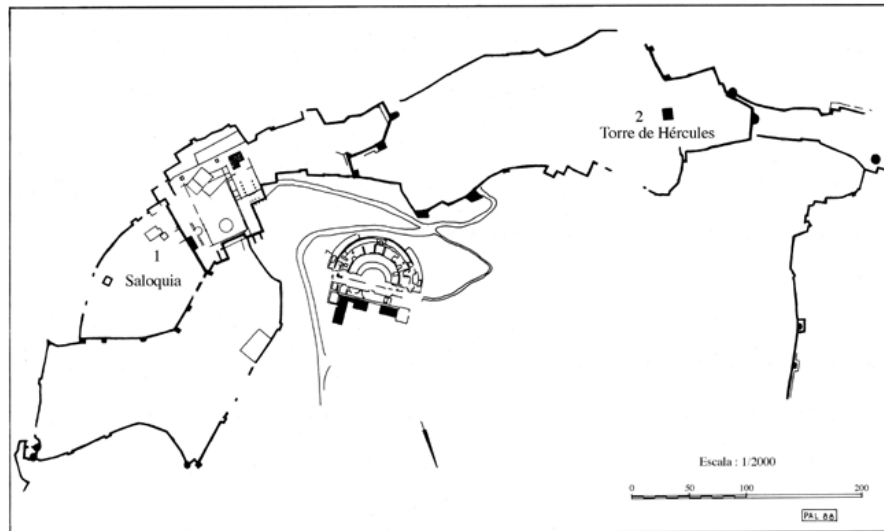 2
Torre de Hércules
1
Saloquia
Escala : 1/2000
0 50 100 200
PAL 88